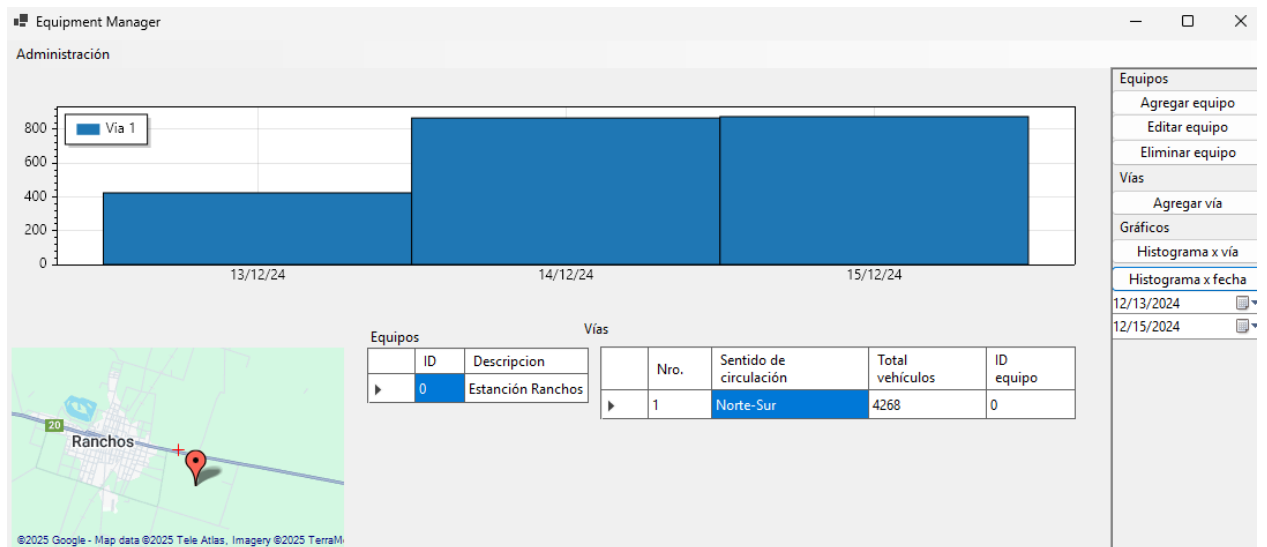 Equipment Manager
Administración
Via 1
800
600
400
200
0
13/12/24 14/12/24 15/12/24
Equipos
Agregar equipo
Editar equipo
Eliminar equipo
Vías
Agregar vía
Gráficos
Histograma x vía
Histograma x fecha
12/13/2024
12/15/2024
20
Ranchos
©2025 Google - Map data ©2025 Tele Atlas, Imagery ©2025 TerraM
Equipos
ID Descripcion
0 Estanción Ranchos
Vías
Nro. Sentido de circulación Total vehículos ID equipo
1 Norte-Sur 4268 0